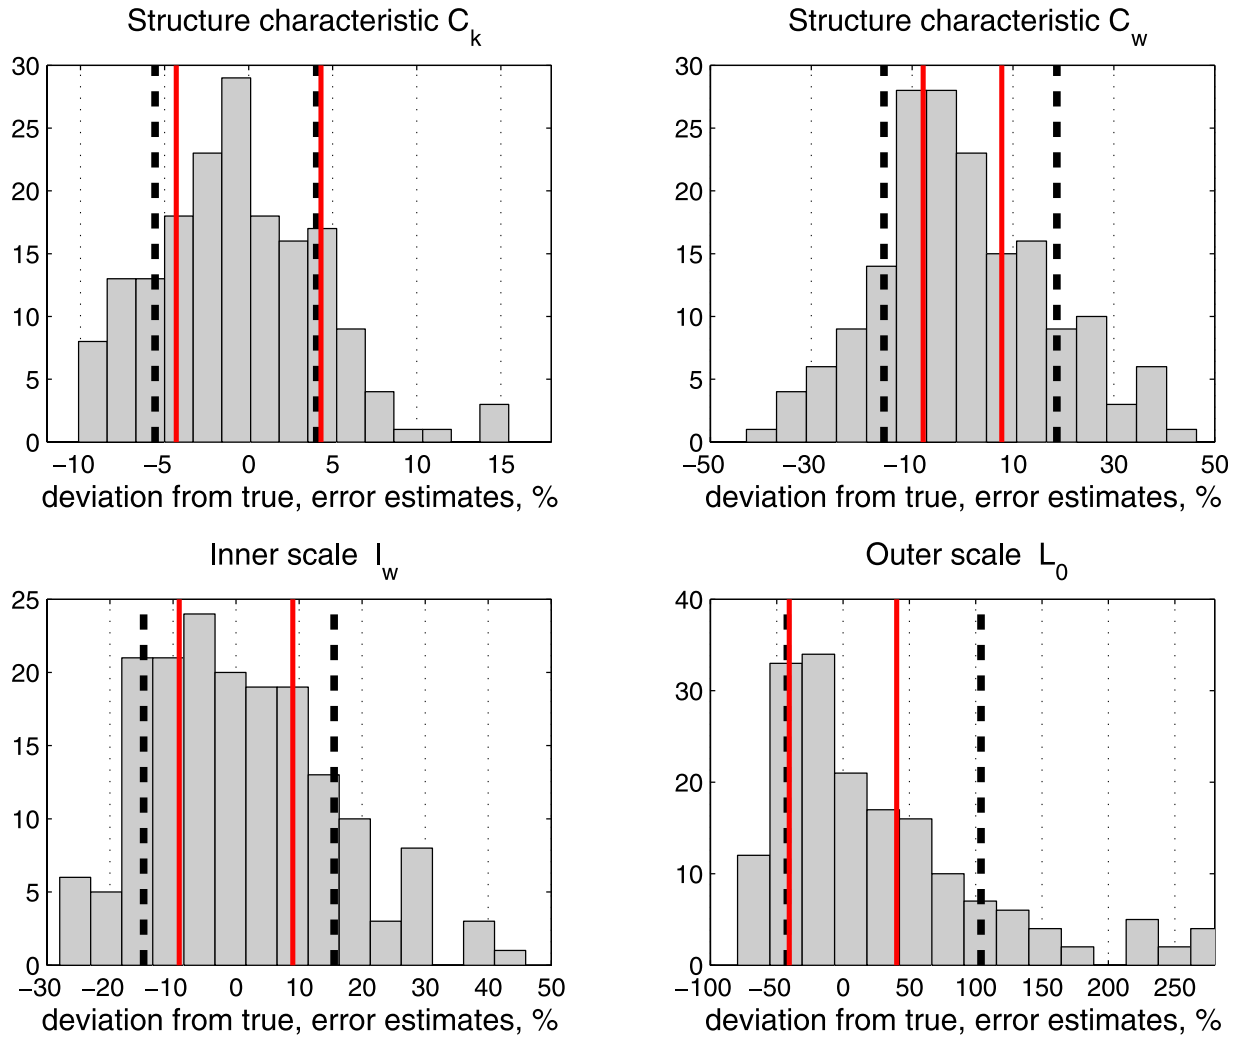 Structure characteristic C_k
30
25
20
15
10
5
0
−10 −5 0 5 10 15
deviation from true, error estimates, %
Structure characteristic C_w
30
25
20
15
10
5
0
−50 −30 −10 10 30 50
deviation from true, error estimates, %
Inner scale l_w
25
20
15
10
5
0
−30 −20 −10 0 10 20 30 40 50
deviation from true, error estimates, %
Outer scale L_0
40
30
20
10
0
−100 −50 0 50 100 150 200 250
deviation from true, error estimates, %